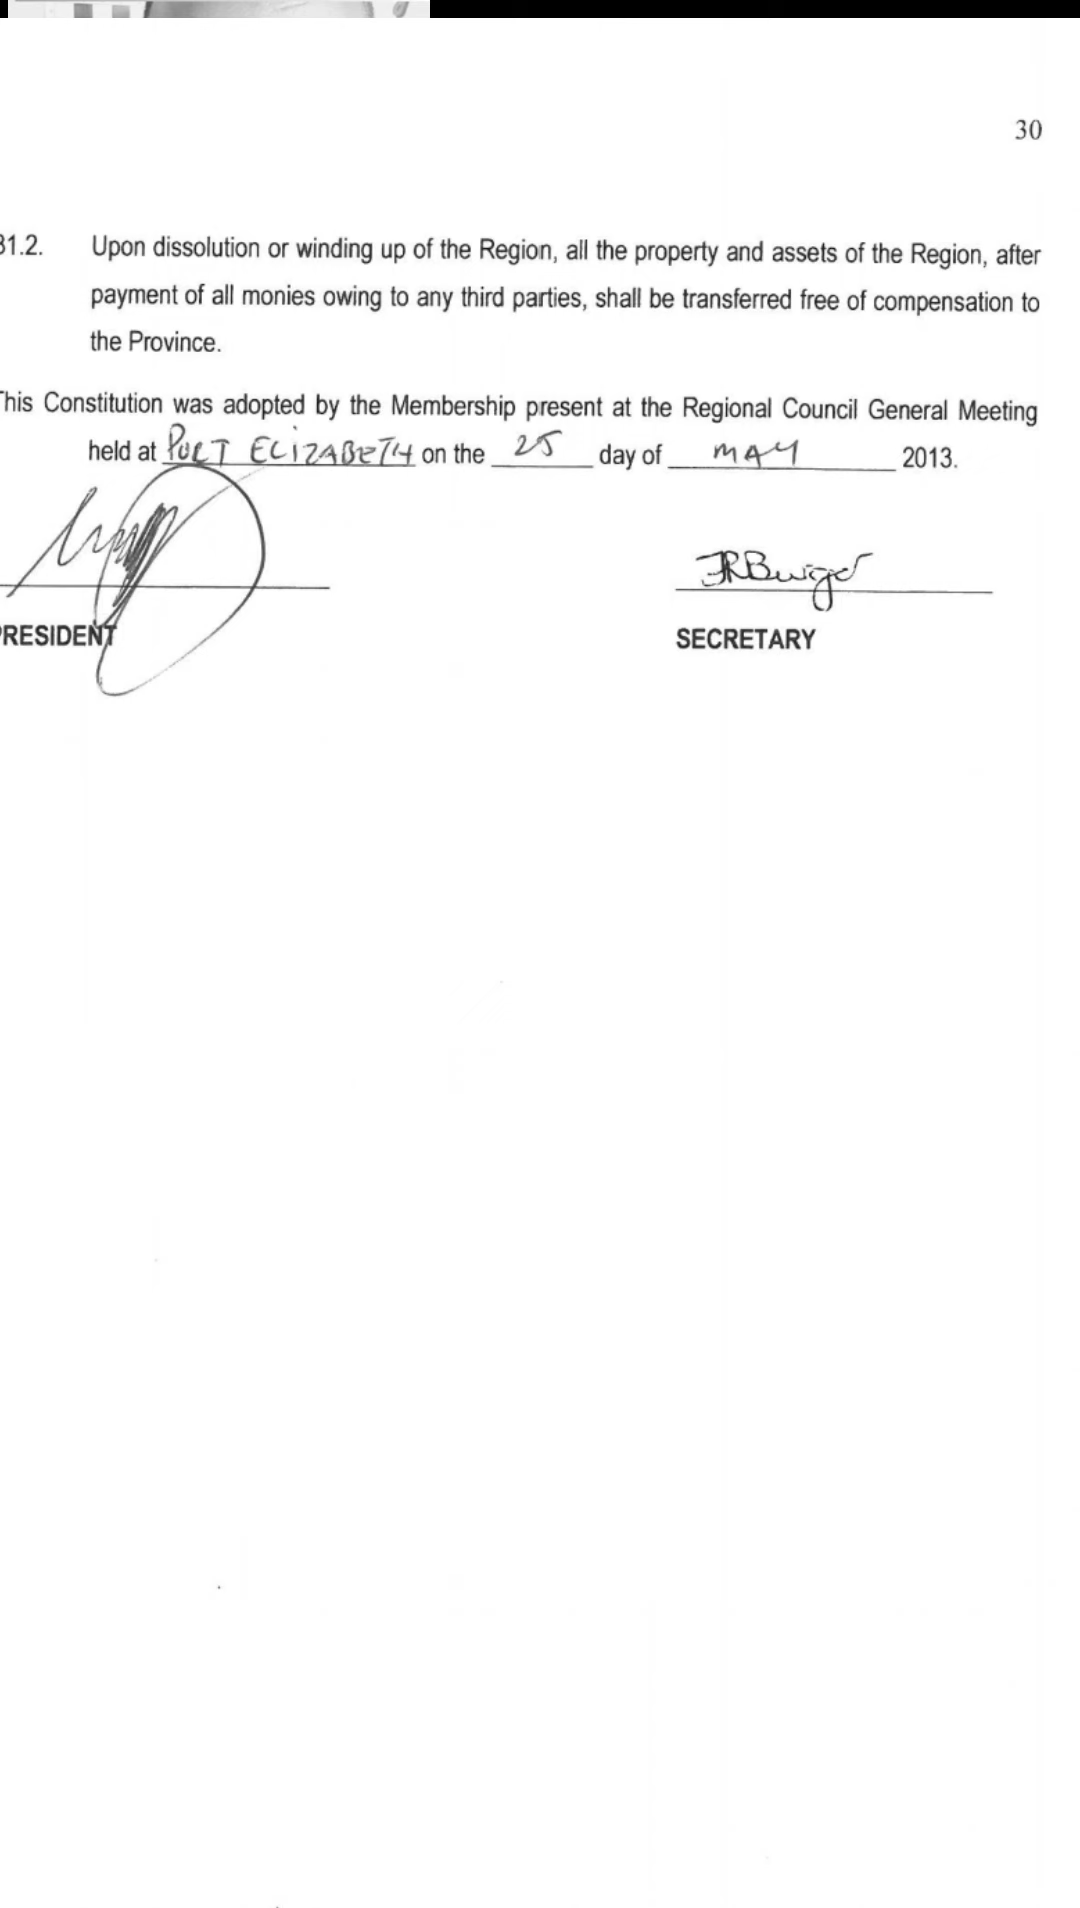 30
31.2. Upon dissolution or winding up of the Region, all the property and assets of the Region, after
payment of all monies owing to any third parties, shall be transferred free of compensation to
the Province.
This Constitution was adopted by the Membership present at the Regional Council General Meeting
held at PORT ELIZABETH on the 25 day of MAY 2013.
JRBurger
PRESIDENT SECRETARY